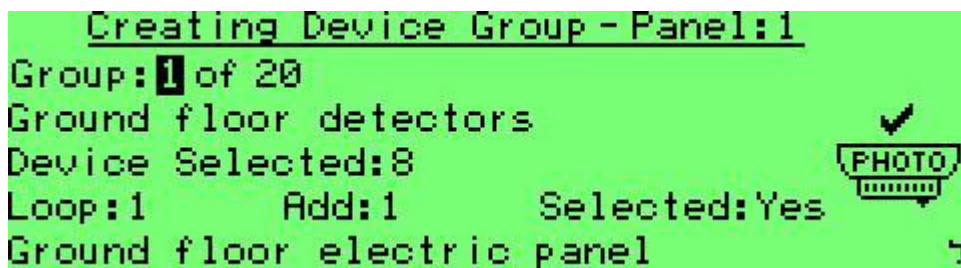 Creating Device Group-Panel:1
Group:1 of 20
Ground floor detectors
Device Selected:8
PHOTO
Loop:1 Add:1 Selected:Yes
Ground floor electric panel